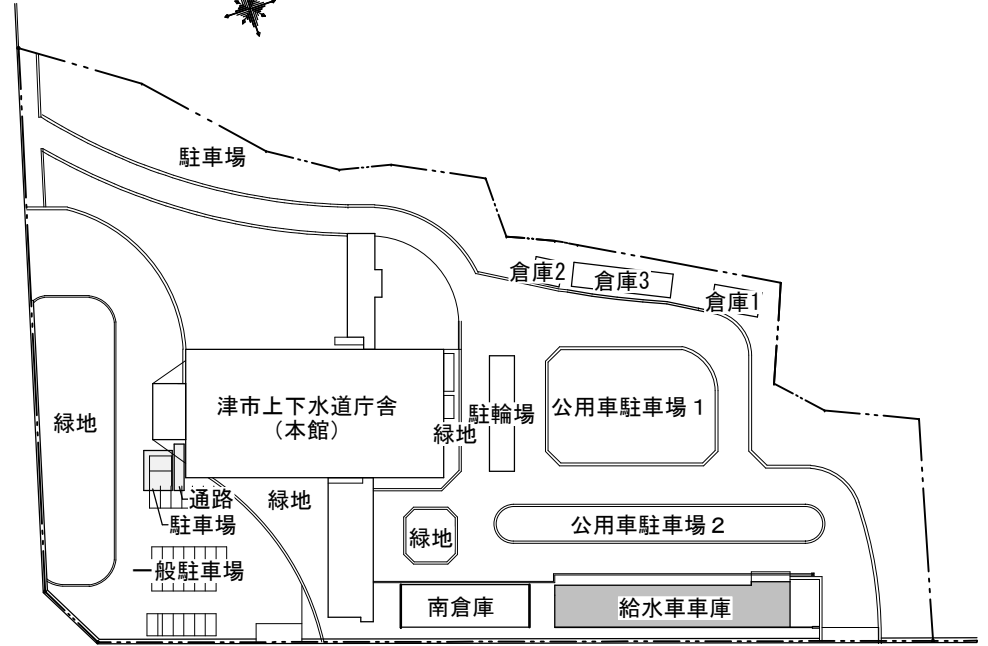 駐車場
倉庫2
倉庫3
倉庫1
津市上下水道庁舎
（本館）
緑地
緑地
駐輪場
公用車駐車場１
通路
駐車場
緑地
緑地
公用車駐車場２
一般駐車場
南倉庫
給水車車庫